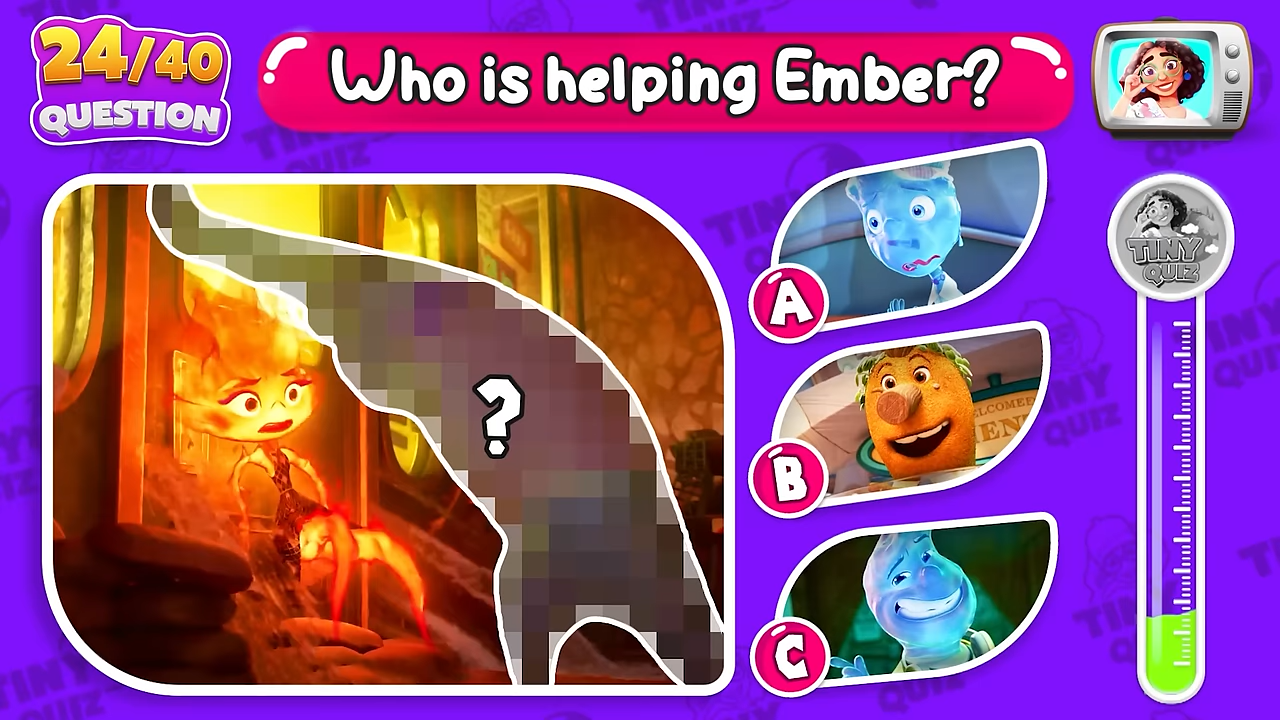 24/40
QUESTION
Who is helping Ember?
?
A
B
C
TINY
QUIZ